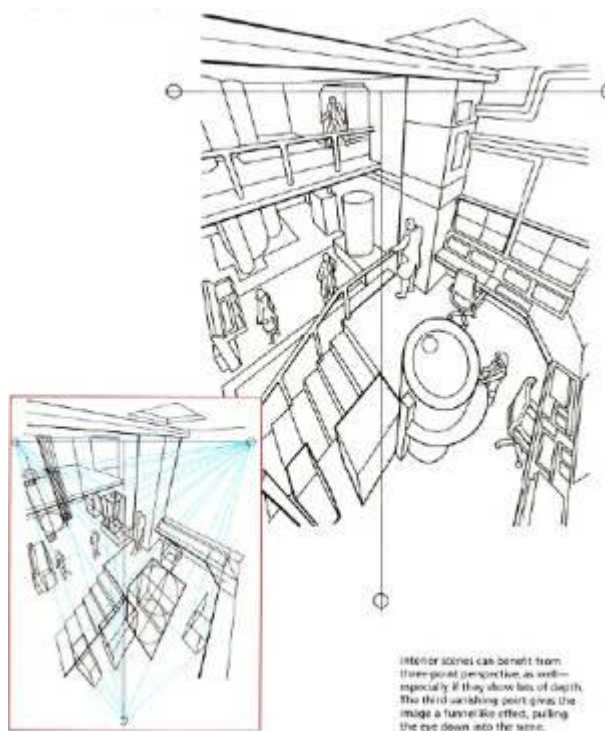 Interior scenes can benefit from
three-point perspective, as well—
especially if they show lots of depth.
The third vanishing point gives the
image a funnel-like effect, pulling
the eye down into the scene.